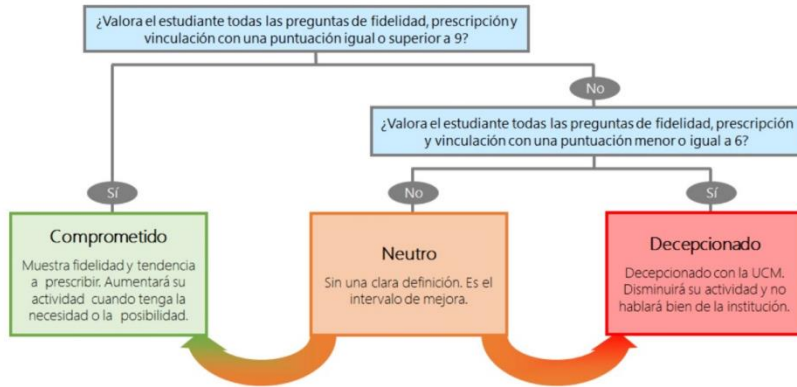 ¿Valora el estudiante todas las preguntas de fidelidad, prescripción y
vinculación con una puntuación igual o superior a 9?
No
¿Valora el estudiante todas las preguntas de fidelidad, prescripción
y vinculación con una puntuación menor o igual a 6?
Sí
No
Sí
Comprometido
Muestra fidelidad y tendencia
a prescribir. Aumentará su
actividad cuando tenga la
necesidad o la posibilidad.
Neutro
Sin una clara definición. Es el
intervalo de mejora.
Decepcionado
Decepcionado con la UCM.
Disminuirá su actividad y no
hablará bien de la institución.